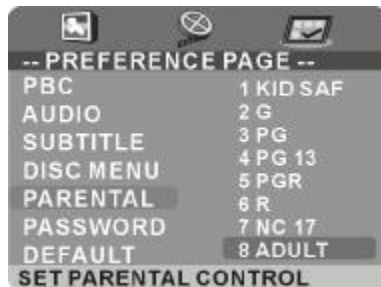 -- PREFERENCE PAGE --
PBC
AUDIO
SUBTITLE
DISC MENU
PARENTAL
PASSWORD
DEFAULT
1 KID SAF
2 G
3 PG
4 PG 13
5 PGR
6 R
7 NC 17
8 ADULT
SET PARENTAL CONTROL